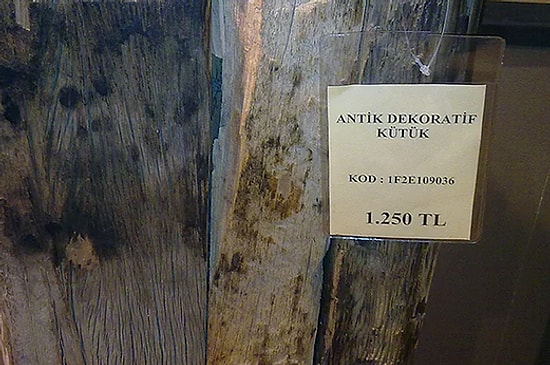 ANTİK DEKORATİF
KÜTÜK
KOD : 1F2E109036
1.250 TL